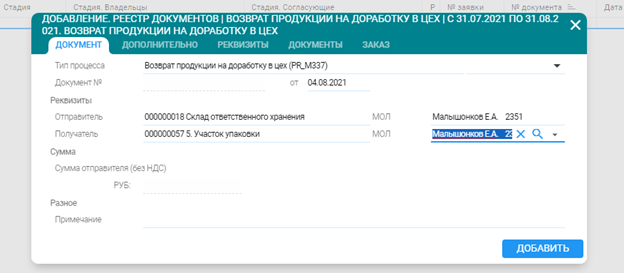 Стадия Стадия. Владельцы Стадия. Согласующие Р № заявки № документа Дата
ДОБАВЛЕНИЕ. РЕЕСТР ДОКУМЕНТОВ | ВОЗВРАТ ПРОДУКЦИИ НА ДОРАБОТКУ В ЦЕХ | С 31.07.2021 ПО 31.08.2
021. ВОЗВРАТ ПРОДУКЦИИ НА ДОРАБОТКУ В ЦЕХ
ДОКУМЕНТ ДОПОЛНИТЕЛЬНО РЕКВИЗИТЫ ДОКУМЕНТЫ ЗАКАЗ
Тип процесса Возврат продукции на доработку в цех (PR_M337)
Документ № от 04.08.2021
Реквизиты
Отправитель 000000018 Склад ответственного хранения МОЛ Малышонков Е.А. 2351
Получатель 000000057 5. Участок упаковки МОЛ Малышонков Е.А. 23
Сумма
Сумма отправителя (без НДС)
РУБ:
Разное
Примечание
ДОБАВИТЬ